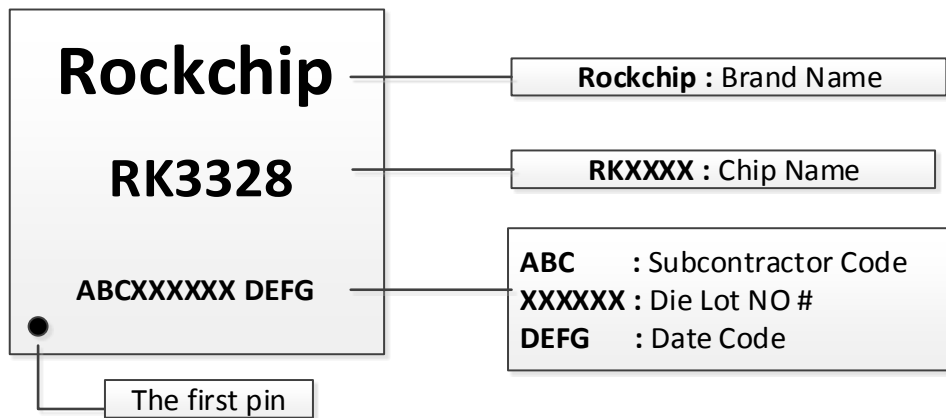 Rockchip
RK3328
ABCXXXXXX DEFG
The first pin
Rockchip : Brand Name
RKXXXX : Chip Name
ABC : Subcontractor Code
XXXXXX : Die Lot NO #
DEFG : Date Code